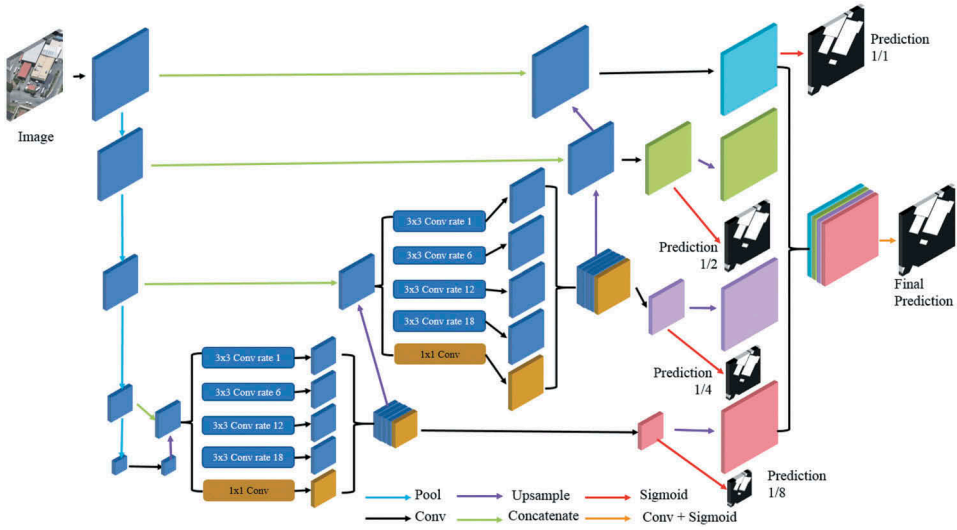 Image
Prediction
1/1
3x3 Conv rate 1
3x3 Conv rate 6
3x3 Conv rate 12
3x3 Conv rate 18
1x1 Conv
Prediction
1/2
Final
Prediction
3x3 Conv rate 1
3x3 Conv rate 6
3x3 Conv rate 12
3x3 Conv rate 18
1x1 Conv
Prediction
1/4
Prediction
1/8
Pool
Upsample
Sigmoid
Conv
Concatenate
Conv + Sigmoid